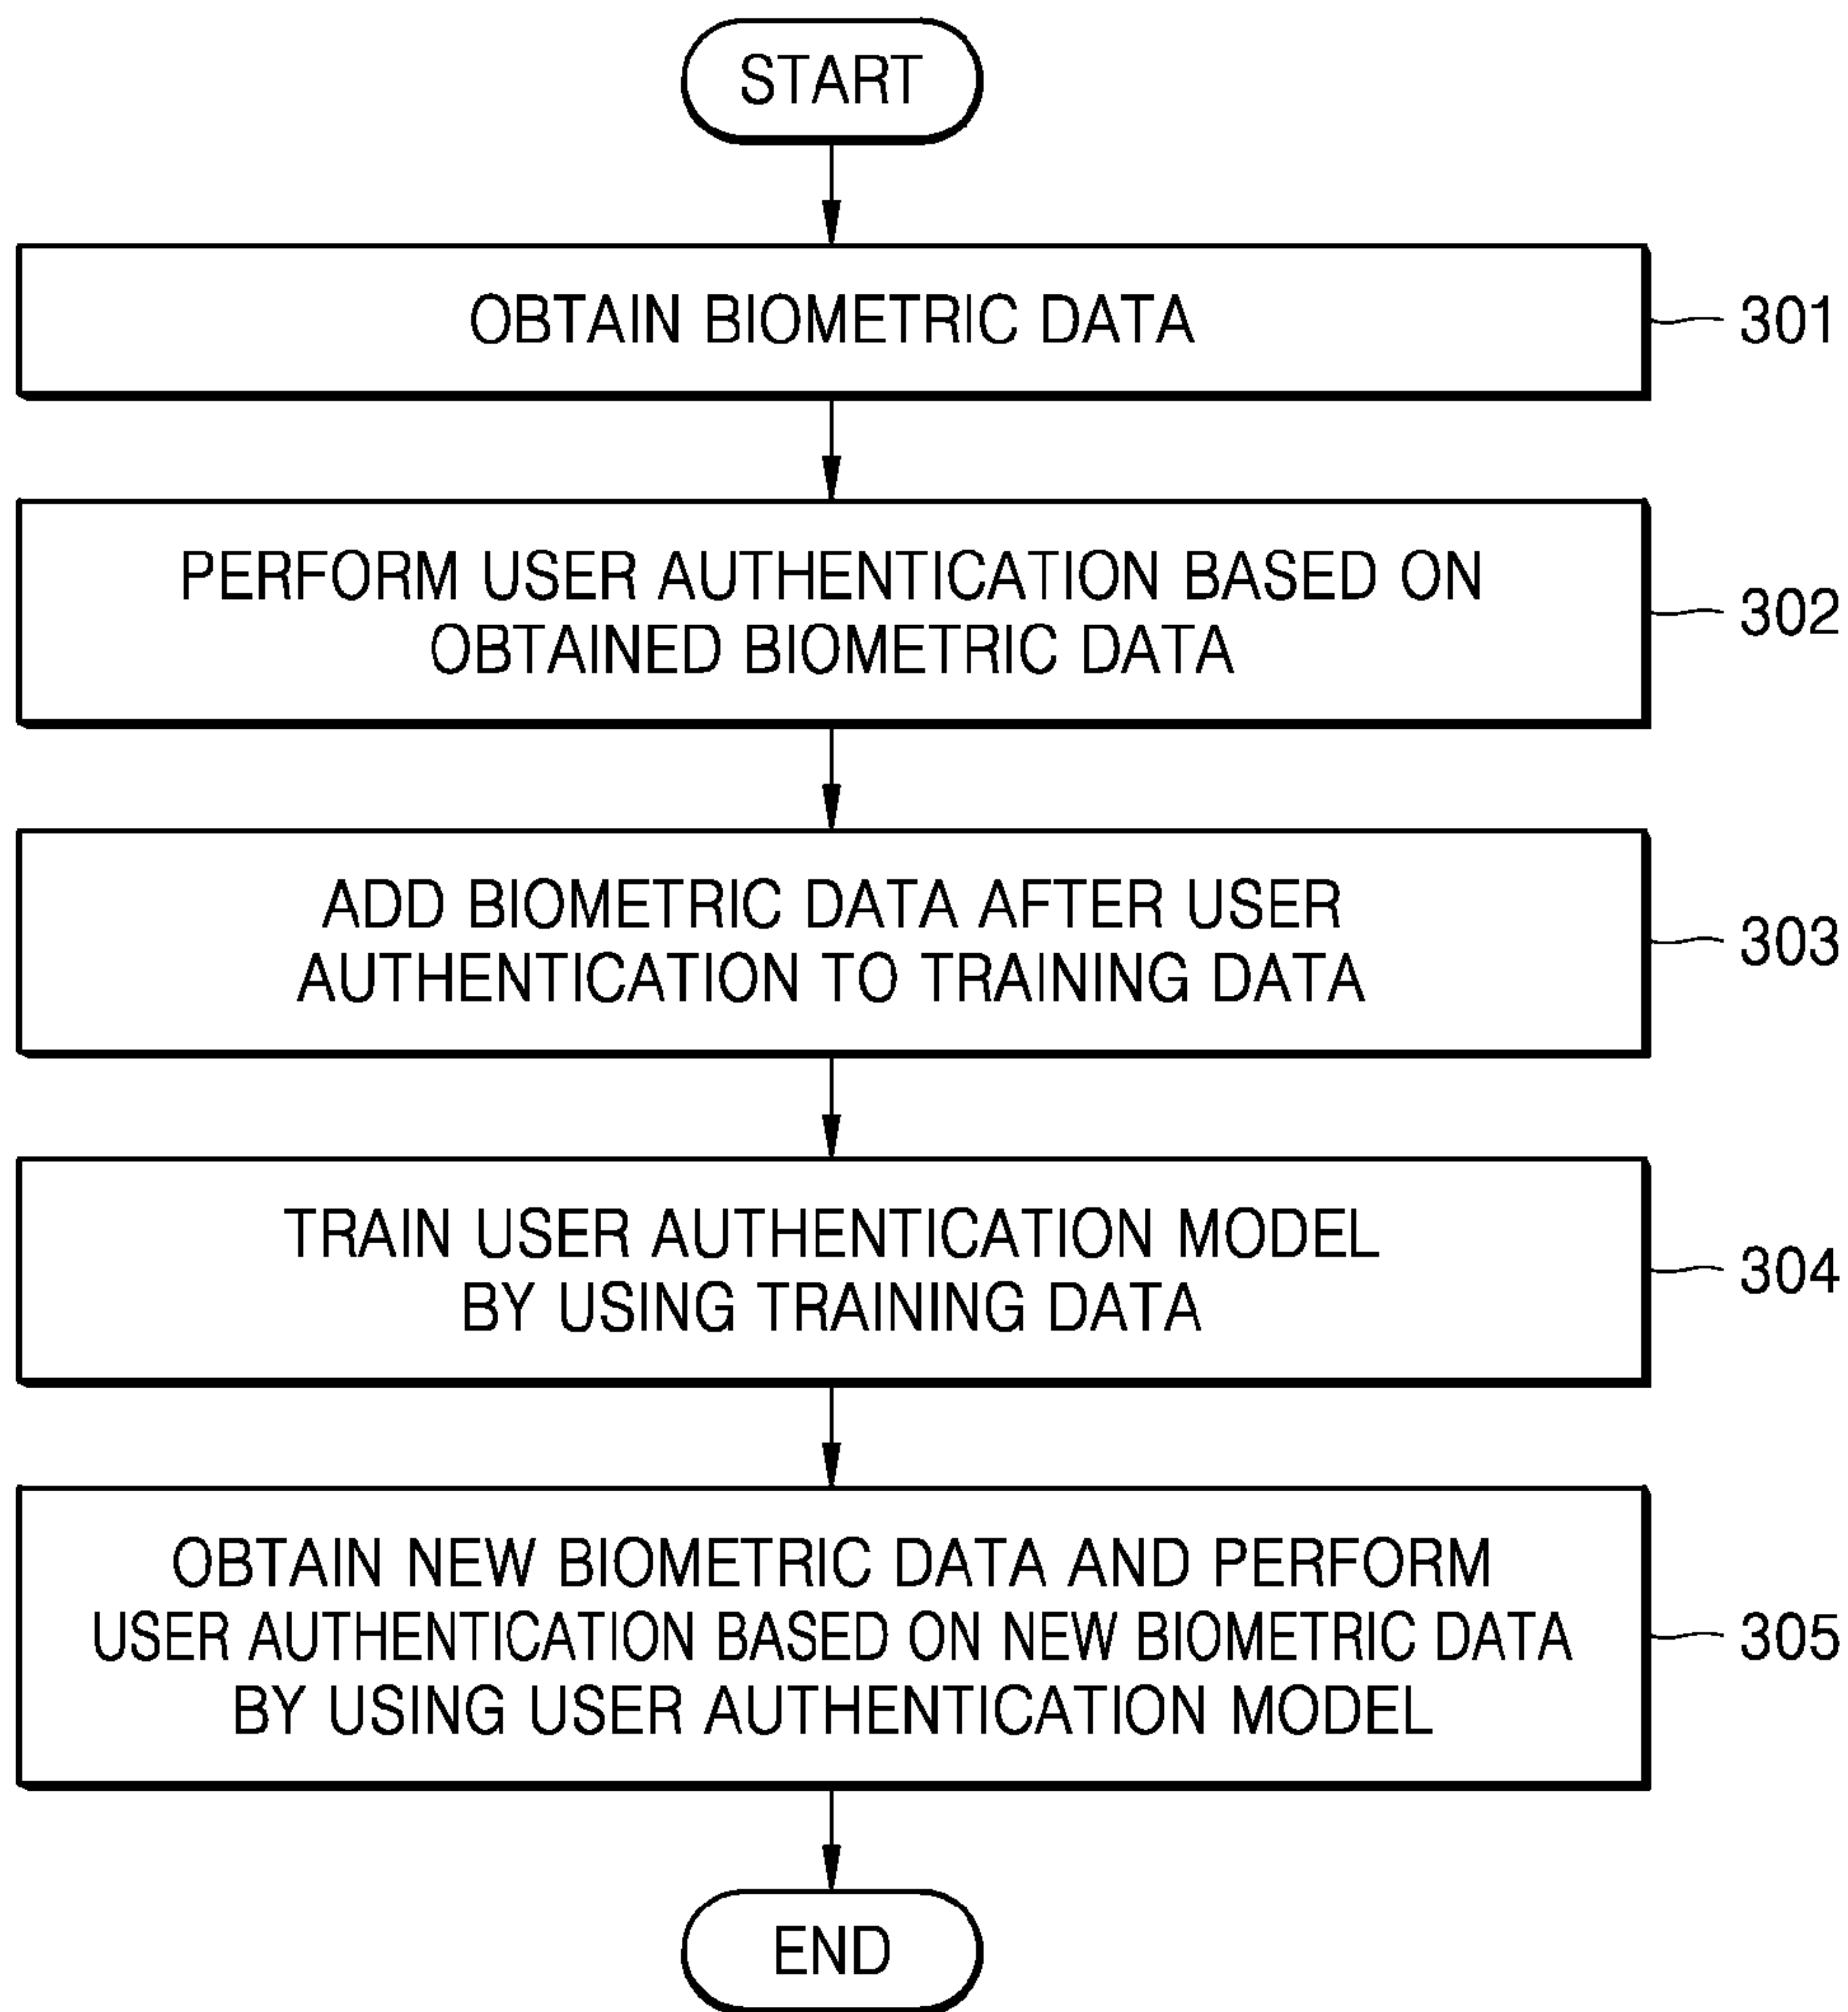 START
OBTAIN BIOMETRIC DATA
301
PERFORM USER AUTHENTICATION BASED ON
OBTAINED BIOMETRIC DATA
302
ADD BIOMETRIC DATA AFTER USER
AUTHENTICATION TO TRAINING DATA
303
TRAIN USER AUTHENTICATION MODEL
BY USING TRAINING DATA
304
OBTAIN NEW BIOMETRIC DATA AND PERFORM
USER AUTHENTICATION BASED ON NEW BIOMETRIC DATA
BY USING USER AUTHENTICATION MODEL
305
END